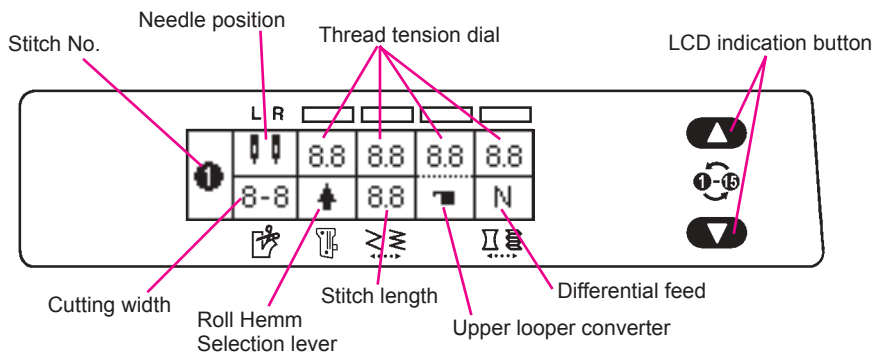 Needle position
Stitch No.
Thread tension dial
LCD indication button
L R
8.8 8.8 8.8 8.8
1
8-8 8.8 N
1-15
Cutting width
Roll Hemm
Selection lever
Stitch length
Upper looper converter
Differential feed